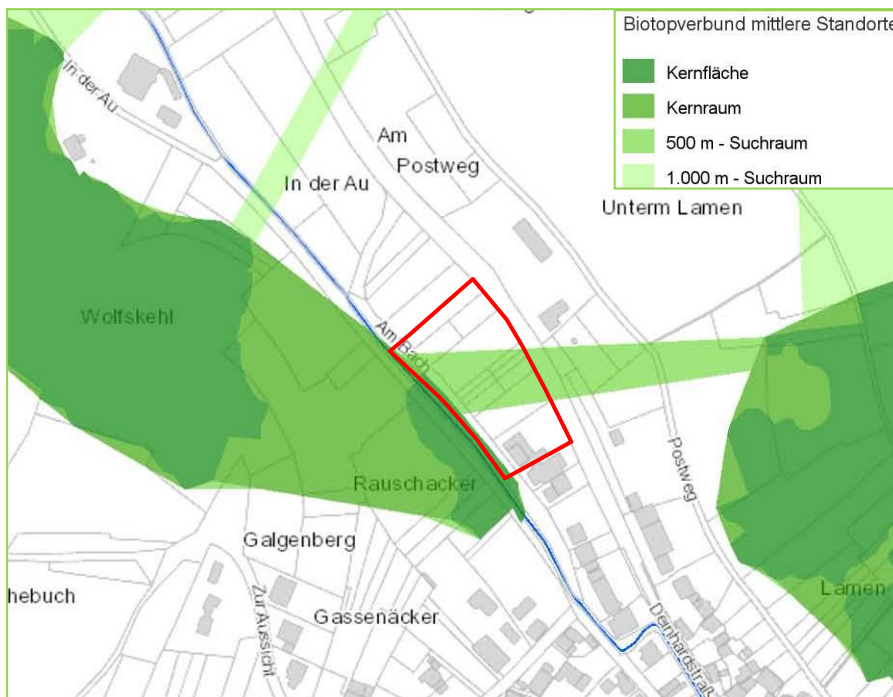 Biotopverbund mittlere Standorte
Kernfläche
Kernraum
500 m - Suchraum
1.000 m - Suchraum
In der Au
Am
Postweg
In der Au
Unterm Lamen
Wolfskehl
Am Bach
Rauschacker
Postweg
Galgenberg
hebuch
Zur Aussicht
Gassenäcker
Lamen
Deinhardstraß